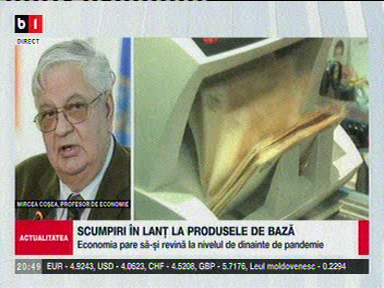 b1
DIRECT
MIRCEA COȘEA, PROFESOR DE ECONOMIE
ACTUALITATEA
SCUMPIRI ÎN LANȚ LA PRODUSELE DE BAZĂ
Economia pare să-și revină la nivelul de dinainte de pandemie
20:49 EUR - 4.9243, USD - 4.0623, CHF - 4.5206, GBP - 5.7176, Leul moldovenesc - 0.2294